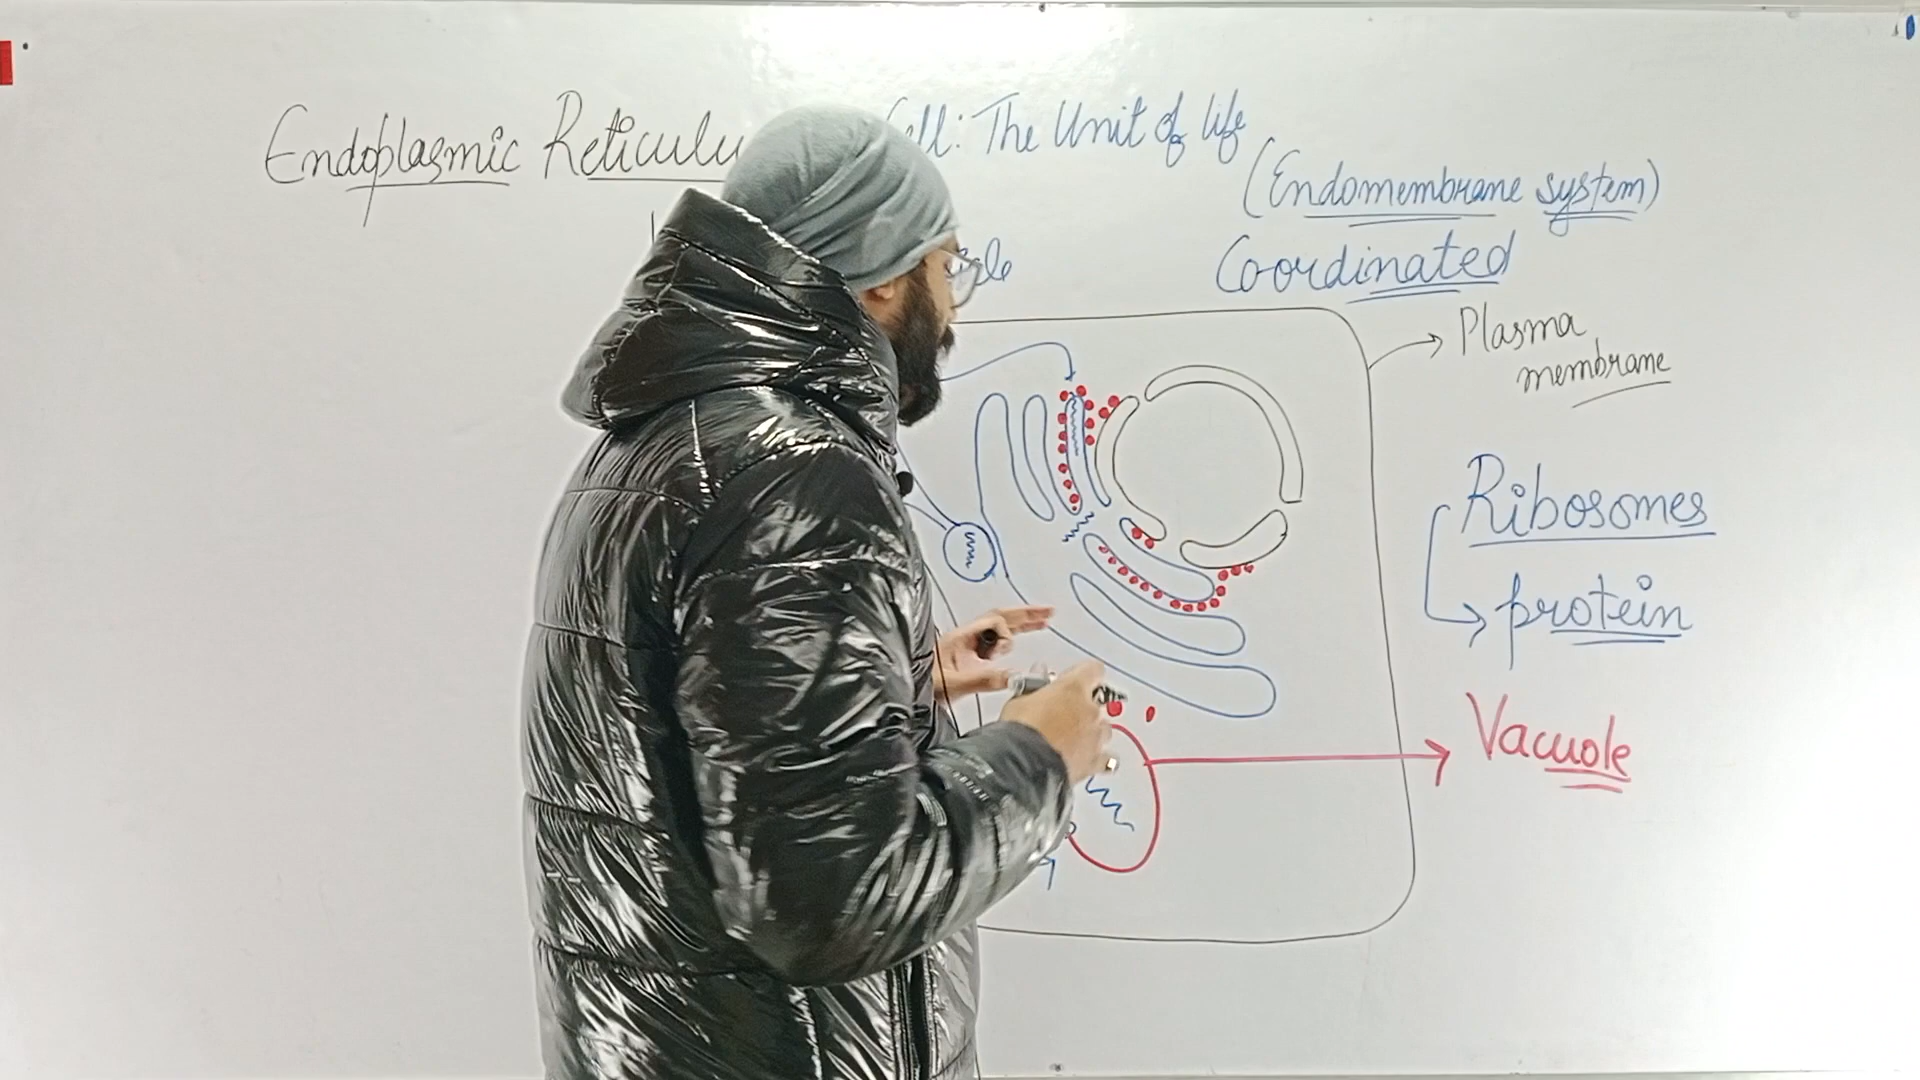 Endoplasmic Reticulu
ell: The Unit of life
(Endomembrane system)
Coordinated
Plasma
membrane
Ribosomes
protein
Vacuole